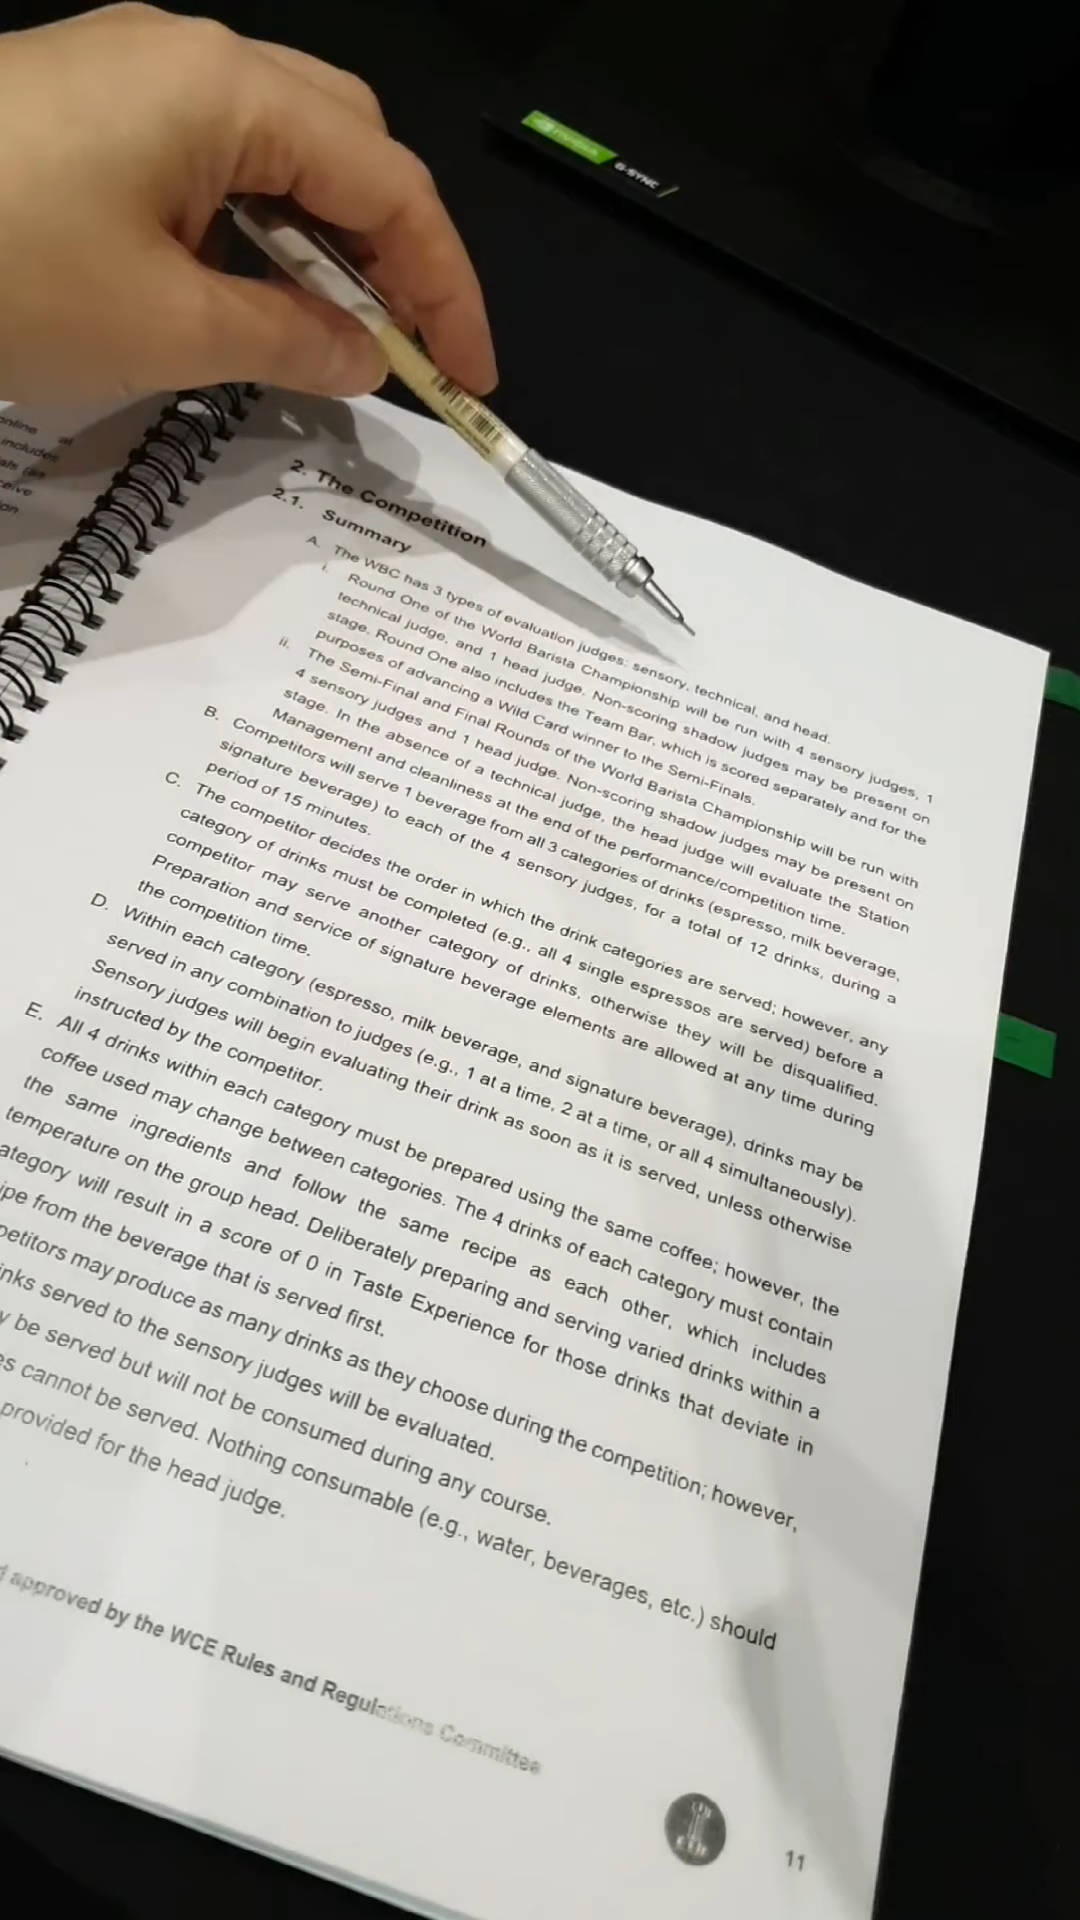 nvidia G-SYNC
online at
includes
als (as
ceive
on
2. The Competition
2.1. Summary
A. The WBC has 3 types of evaluation judges: sensory, technical, and head.
i. Round One of the World Barista Championship will be run with 4 sensory judges, 1
technical judge, and 1 head judge. Non-scoring shadow judges may be present on
stage. Round One also includes the Team Bar, which is scored separately and for the
purposes of advancing a Wild Card winner to the Semi-Finals.
ii. The Semi-Final and Final Rounds of the World Barista Championship will be run with
4 sensory judges and 1 head judge. Non-scoring shadow judges may be present on
stage. In the absence of a technical judge, the head judge will evaluate the Station
Management and cleanliness at the end of the performance/competition time.
B. Competitors will serve 1 beverage from all 3 categories of drinks (espresso, milk beverage,
signature beverage) to each of the 4 sensory judges, for a total of 12 drinks, during a
period of 15 minutes.
C. The competitor decides the order in which the drink categories are served; however, any
category of drinks must be completed (e.g., all 4 single espressos are served) before a
competitor may serve another category of drinks, otherwise they will be disqualified.
Preparation and service of signature beverage elements are allowed at any time during
the competition time.
D. Within each category (espresso, milk beverage, and signature beverage), drinks may be
served in any combination to judges (e.g., 1 at a time, 2 at a time, or all 4 simultaneously).
Sensory judges will begin evaluating their drink as soon as it is served, unless otherwise
instructed by the competitor.
E. All 4 drinks within each category must be prepared using the same coffee; however, the
coffee used may change between categories. The 4 drinks of each category must contain
the same ingredients and follow the same recipe as each other, which includes
temperature on the group head. Deliberately preparing and serving varied drinks within a
ategory will result in a score of 0 in Taste Experience for those drinks that deviate in
ipe from the beverage that is served first.
petitors may produce as many drinks as they choose during the competition; however,
inks served to the sensory judges will be evaluated.
y be served but will not be consumed during any course.
es cannot be served. Nothing consumable (e.g., water, beverages, etc.) should
provided for the head judge.
d approved by the WCE Rules and Regulations Committee
11